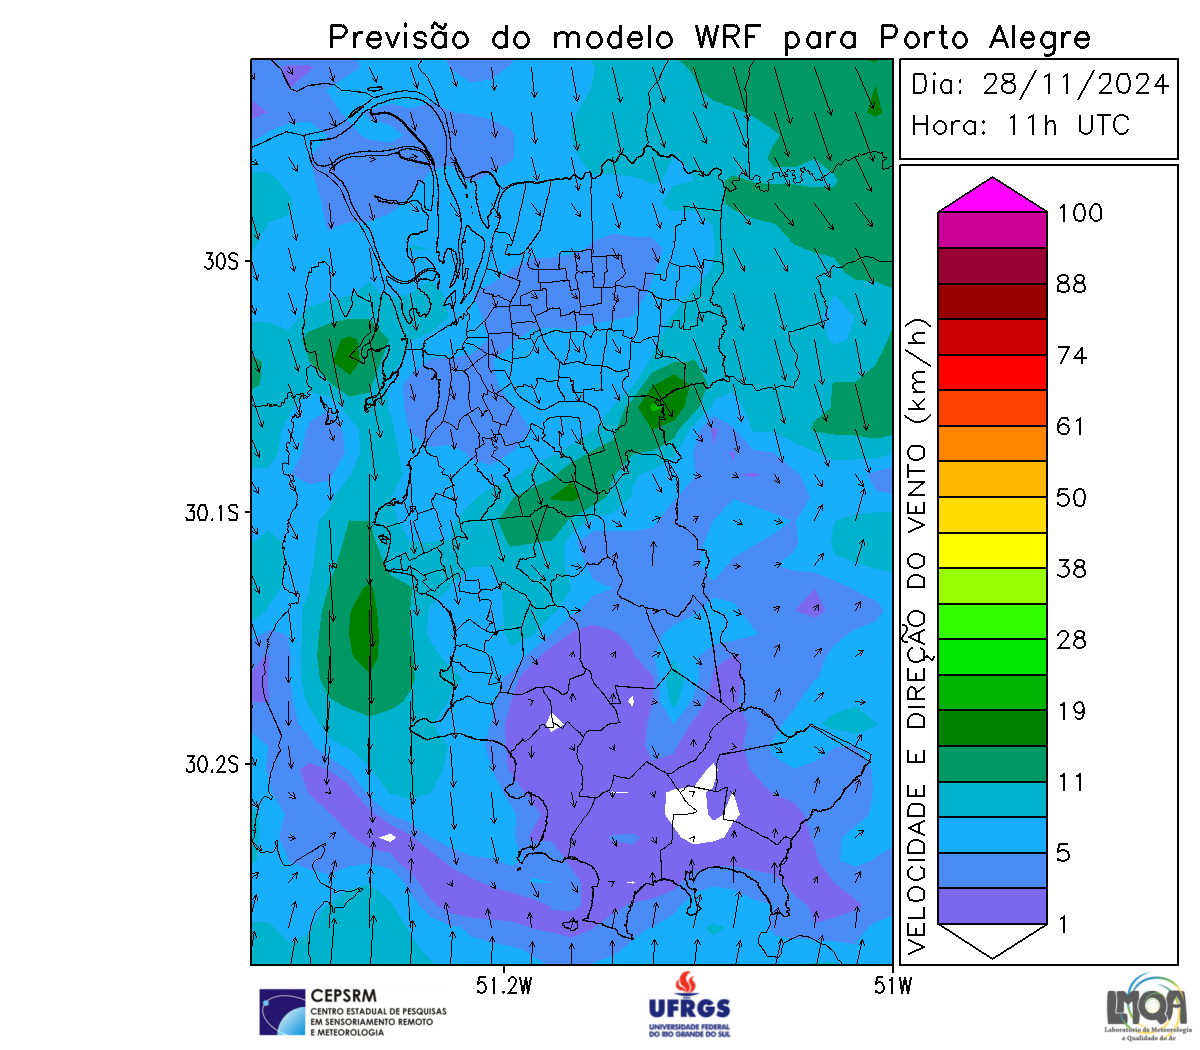 Previsão do modelo WRF para Porto Alegre
Dia: 28/11/2024
Hora: 11h UTC
30S
30.1S
30.2S
51.2W
51W
VELOCIDADE E DIREÇÃO DO VENTO (km/h)
100
88
74
61
50
38
28
19
11
5
1
CEPSRM
CENTRO ESTADUAL DE PESQUISAS
EM SENSORIAMENTO REMOTO
E METEOROLOGIA
UFRGS
UNIVERSIDADE FEDERAL
DO RIO GRANDE DO SUL
LMQA
Laboratório de Meteorologia
e Qualidade do Ar